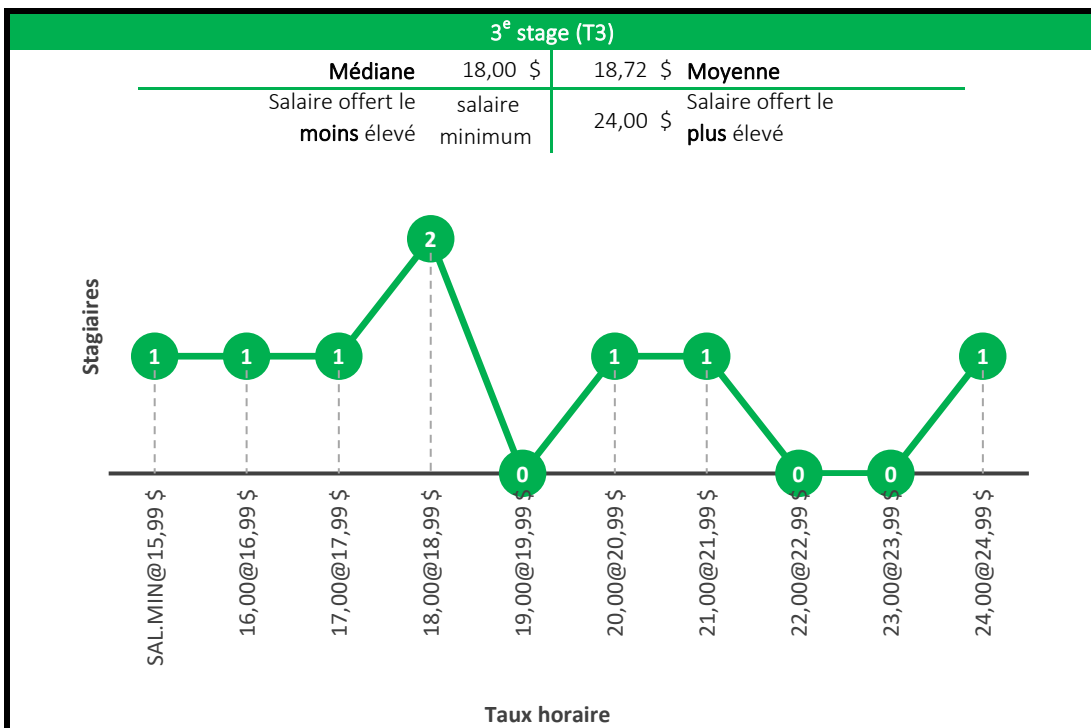 3e stage (T3)
Médiane 18,00 $ 18,72 $ Moyenne
Salaire offert le moins élevé salaire minimum 24,00 $ Salaire offert le plus élevé
Stagiaires
1 1 1 2 0 1 1 0 0 1
SAL.MIN@15,99 $
16,00@16,99 $
17,00@17,99 $
18,00@18,99 $
19,00@19,99 $
20,00@20,99 $
21,00@21,99 $
22,00@22,99 $
23,00@23,99 $
24,00@24,99 $
Taux horaire